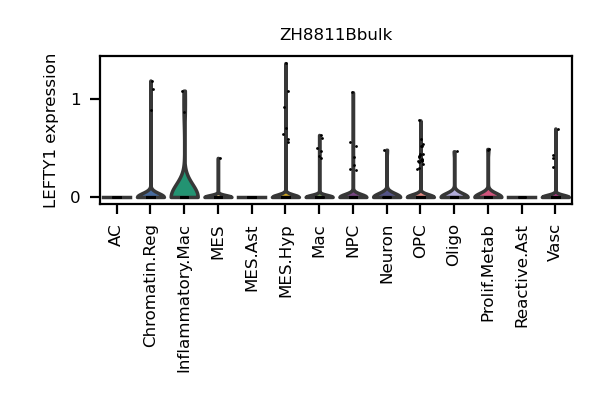 ZH8811Bbulk
LEFTY1 expression
1
0
AC
Chromatin.Reg
Inflammatory.Mac
MES
MES.Ast
MES.Hyp
Mac
NPC
Neuron
OPC
Oligo
Prolif.Metab
Reactive.Ast
Vasc